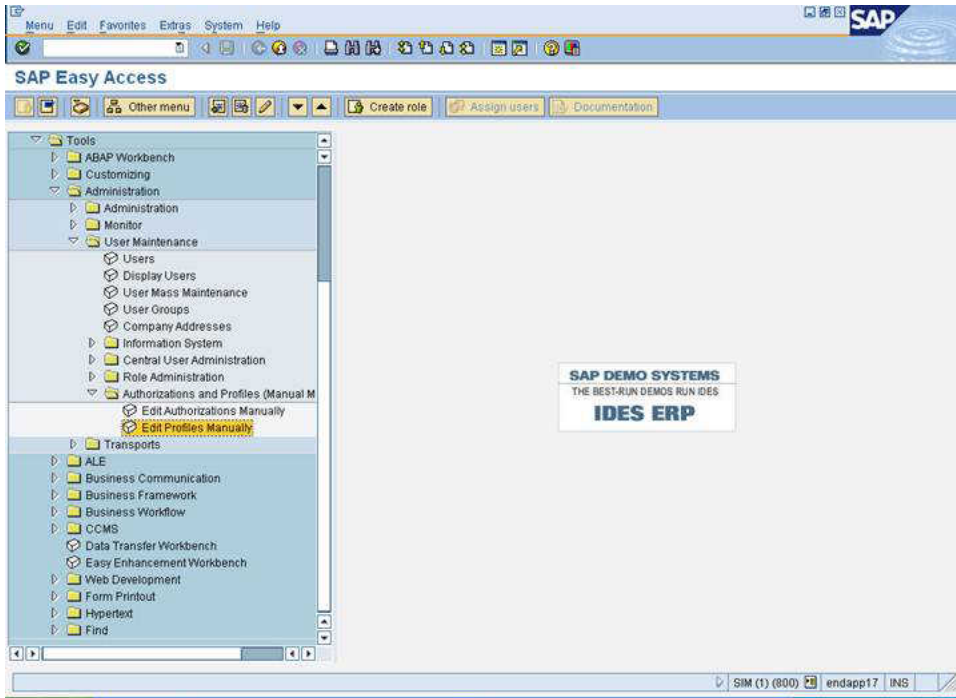 Menu Edit Favorites Extras System Help
SAP
SAP Easy Access
Other menu Create role Assign users Documentation
Tools
ABAP Workbench
Customizing
Administration
Administration
Monitor
User Maintenance
Users
Display Users
User Mass Maintenance
User Groups
Company Addresses
Information System
Central User Administration
Role Administration
Authorizations and Profiles (Manual M
Edit Authorizations Manually
Edit Profiles Manually
Transports
ALE
Business Communication
Business Framework
Business Workflow
CCMS
Data Transfer Workbench
Easy Enhancement Workbench
Web Development
Form Printout
Hypertext
Find
SAP DEMO SYSTEMS
THE BEST-RUN DEMOS RUN IDES
IDES ERP
SIM (1) (800) endapp17 INS